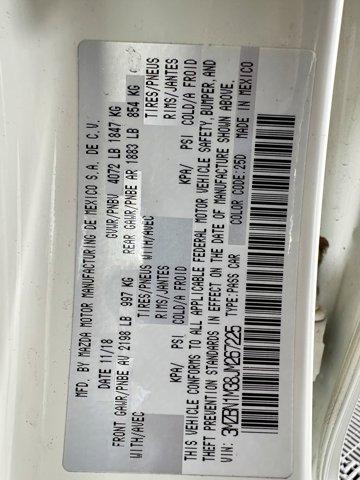 MFD. BY MAZDA MOTOR MANUFACTURING DE MEXICO S.A. DE C.V.
DATE 11/18 GVWR/PNBV 4072 LB 1847 KG
FRONT GAWR/PNBE AV 2198 LB 997 KG REAR GAWR/PNBE AR 1883 LB 854 KG
WITH/AVEC TIRES/PNEUS WITH/AVEC TIRES/PNEUS
RIMS/JANTES RIMS/JANTES
KPA/ PSI COLD/A FROID KPA/ PSI COLD/A FROID
THIS VEHICLE CONFORMS TO ALL APPLICABLE FEDERAL MOTOR VEHICLE SAFETY, BUMPER, AND
THEFT PREVENTION STANDARDS IN EFFECT ON THE DATE OF MANUFACTURE SHOWN ABOVE.
VIN: 3MZBN1M38JM267225 TYPE:PASS CAR COLOR CODE:25D MADE IN MEXICO